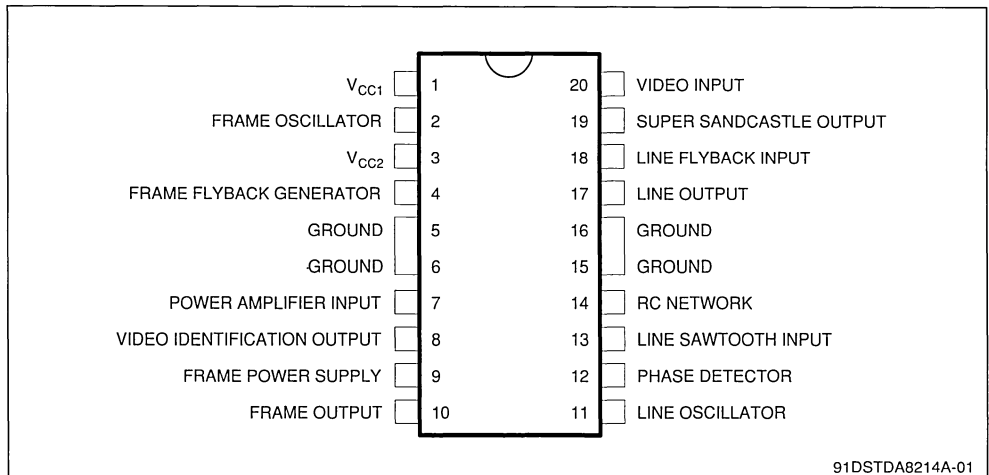 VCC1 1 20 VIDEO INPUT
FRAME OSCILLATOR 2 19 SUPER SANDCASTLE OUTPUT
VCC2 3 18 LINE FLYBACK INPUT
FRAME FLYBACK GENERATOR 4 17 LINE OUTPUT
GROUND 5 16 GROUND
GROUND 6 15 GROUND
POWER AMPLIFIER INPUT 7 14 RC NETWORK
VIDEO IDENTIFICATION OUTPUT 8 13 LINE SAWTOOTH INPUT
FRAME POWER SUPPLY 9 12 PHASE DETECTOR
FRAME OUTPUT 10 11 LINE OSCILLATOR
91DSTDA8214A-01